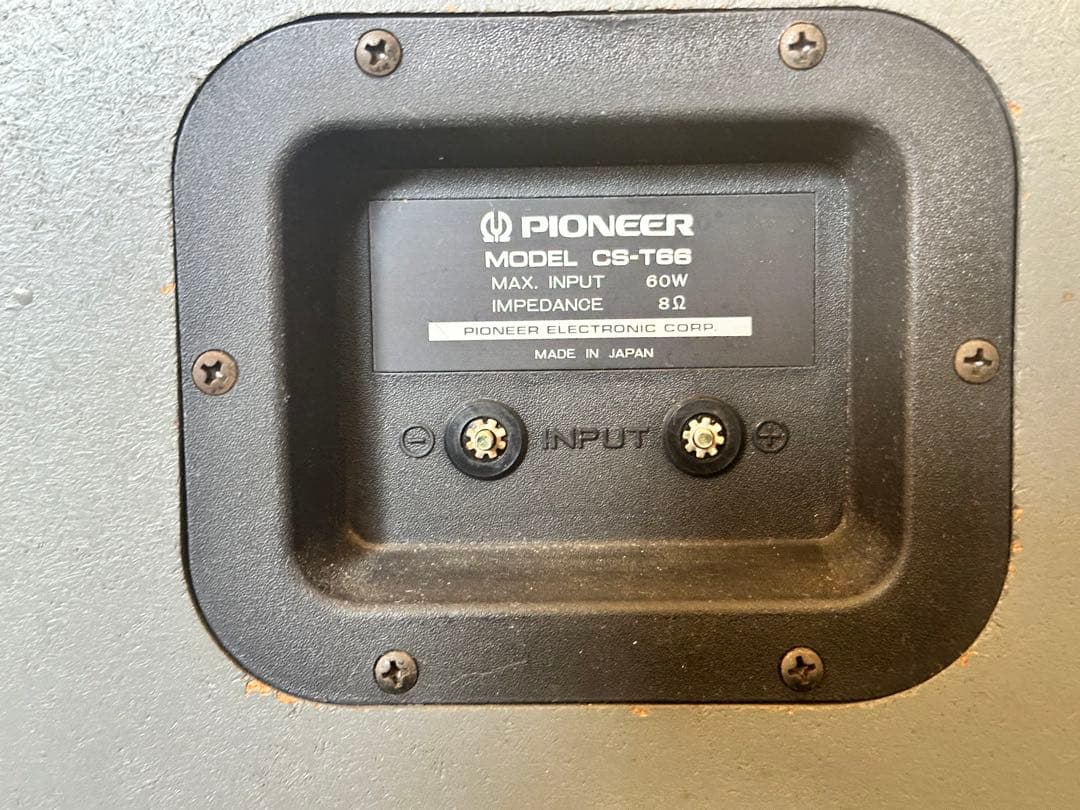 PIONEER
MODEL CS-T66
MAX. INPUT 60W
IMPEDANCE 8Ω
PIONEER ELECTRONIC CORP.
MADE IN JAPAN
⊖ INPUT ⊕